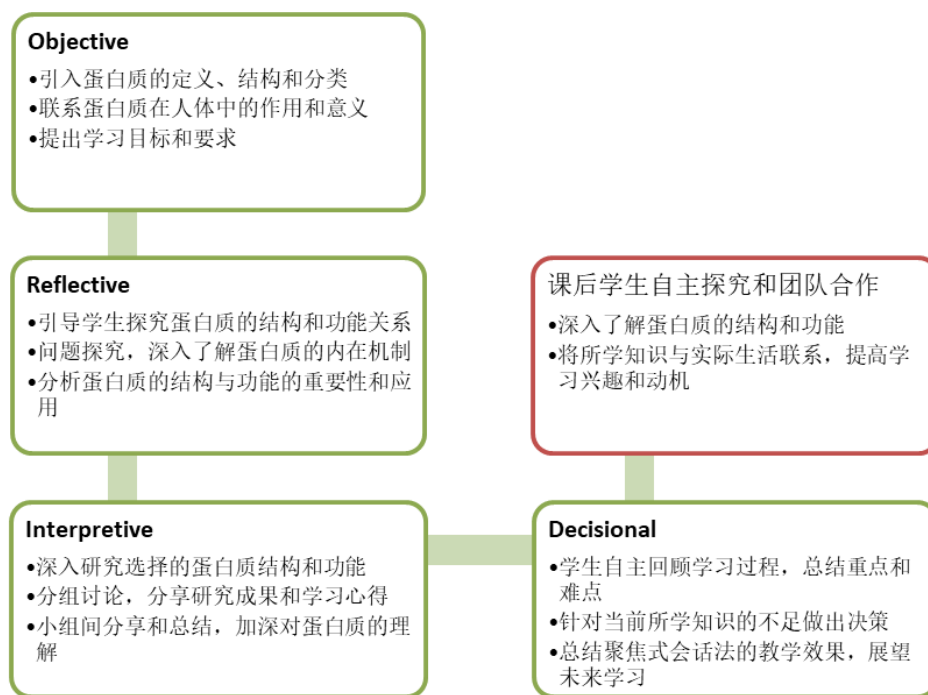 Objective
•引入蛋白质的定义、结构和分类
•联系蛋白质在人体中的作用和意义
•提出学习目标和要求
Reflective
•引导学生探究蛋白质的结构和功能关系
•问题探究，深入了解蛋白质的内在机制
•分析蛋白质的结构与功能的重要性和应
用
Interpretive
•深入研究选择的蛋白质结构和功能
•分组讨论，分享研究成果和学习心得
•小组间分享和总结，加深对蛋白质的理
解
Decisional
•学生自主回顾学习过程，总结重点和
难点
•针对当前所学知识的不足做出决策
•总结聚焦式会话法的教学效果，展望
未来学习
课后学生自主探究和团队合作
•深入了解蛋白质的结构和功能
•将所学知识与实际生活联系，提高学
习兴趣和动机